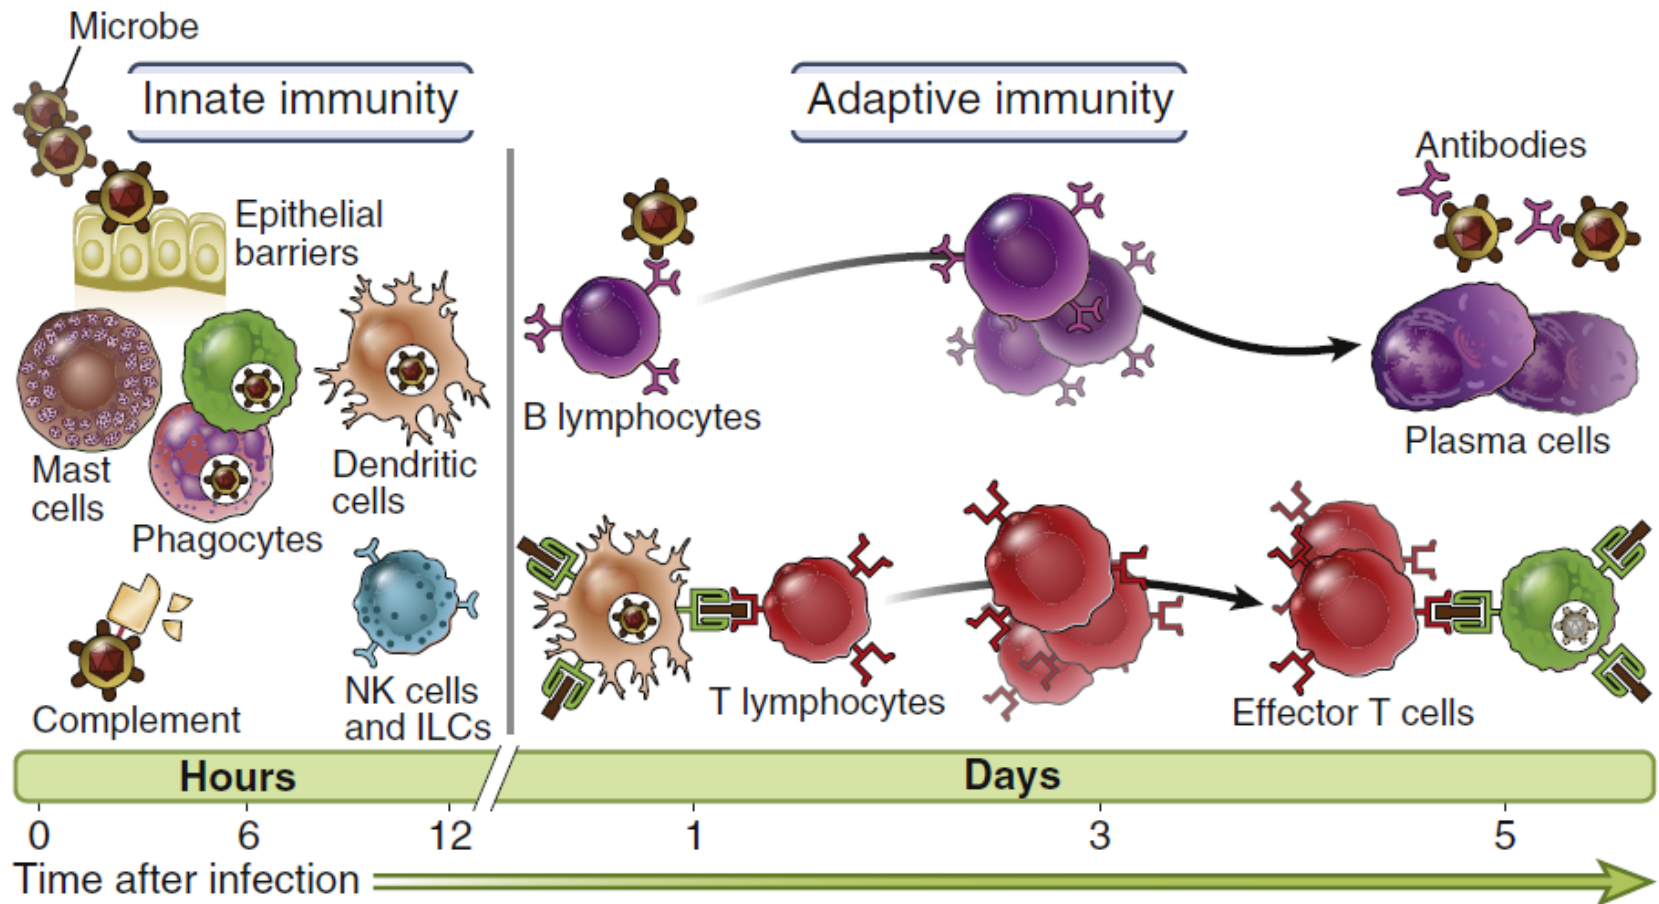 Microbe
Innate immunity
Adaptive immunity
Antibodies
Epithelial
barriers
B lymphocytes
Plasma cells
Mast
cells
Dendritic
cells
Phagocytes
NK cells
and ILCs
Complement
T lymphocytes
Effector T cells
Hours
Days
0
6
12
1
3
5
Time after infection